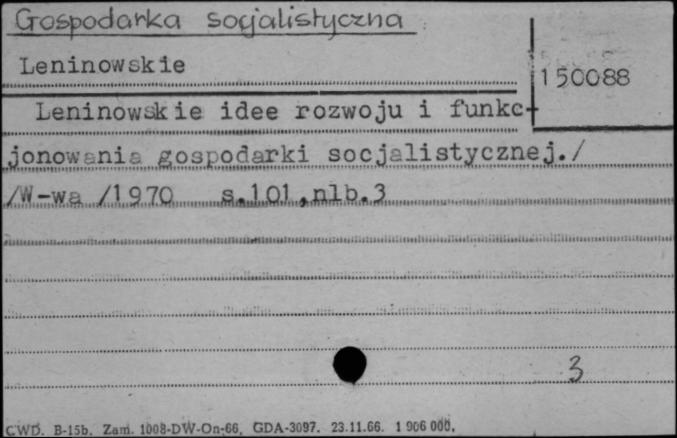 Gospodarka socjalistyczna
Leninowskie
150088
Leninowskie idee rozwoju i funkc-
jonowania gospodarki socjalistycznej./
/W-wa /1970 s.101,nlb.3
3
CWD. B-15b. Zam. 1008-DW-On-66. GDA-3097. 23.11.66. 1 906 000.